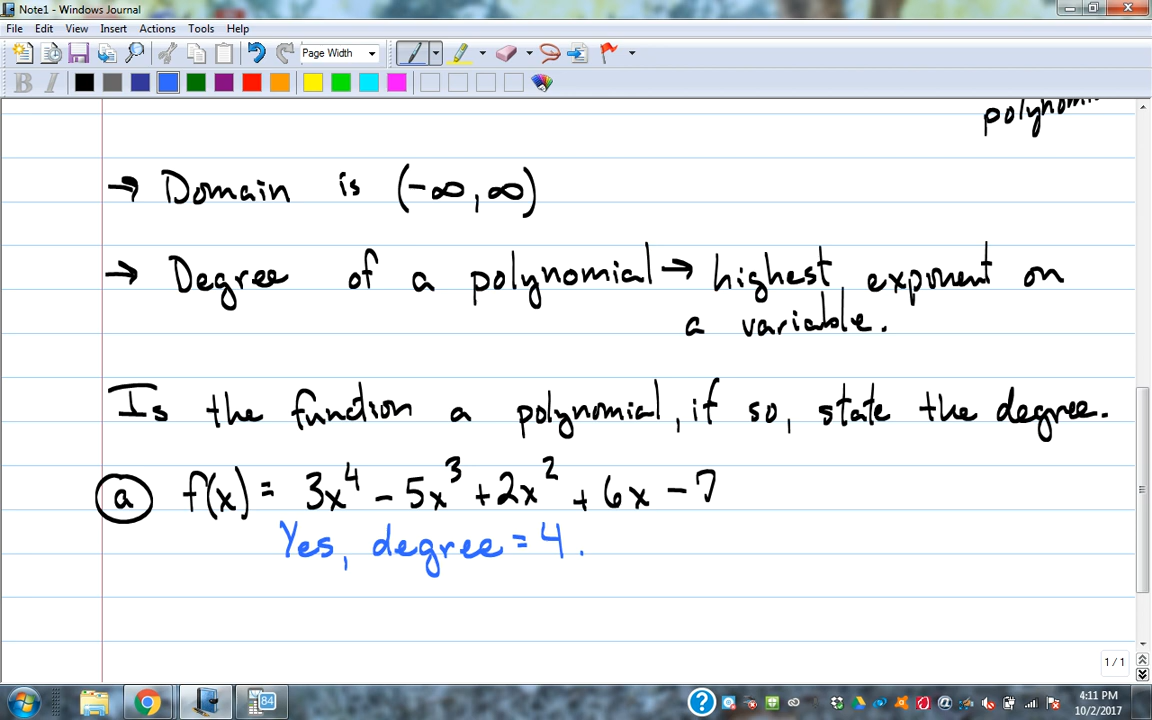 Note1 - Windows Journal
File Edit View Insert Actions Tools Help
Page Width
B I
→ Domain is (-∞, ∞)
→ Degree of a polynomial → highest exponent on
a variable.
Is the function a polynomial, if so, state the degree.
ⓐ f(x) = 3x⁴ - 5x³ + 2x² + 6x - 7
Yes, degree = 4.
1 / 1
84
4:11 PM
10/2/2017